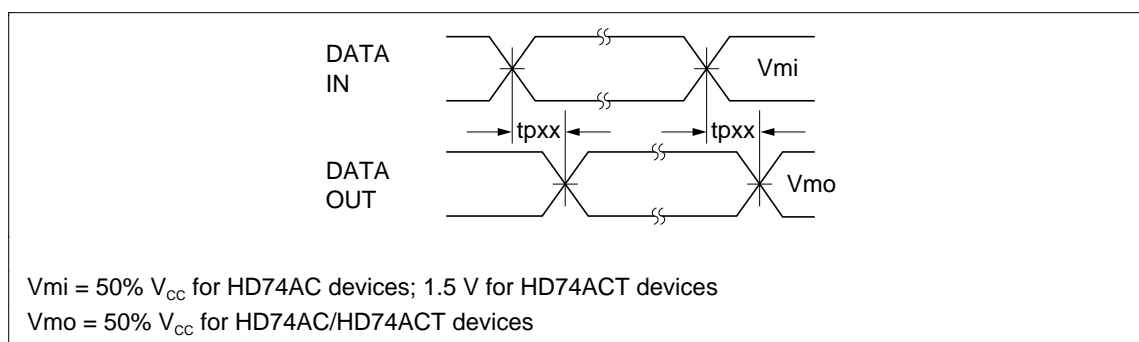 DATA
IN
Vmi
tpxx tpxx
DATA
OUT
Vmo
Vmi = 50% V_CC for HD74AC devices; 1.5 V for HD74ACT devices
Vmo = 50% V_CC for HD74AC/HD74ACT devices